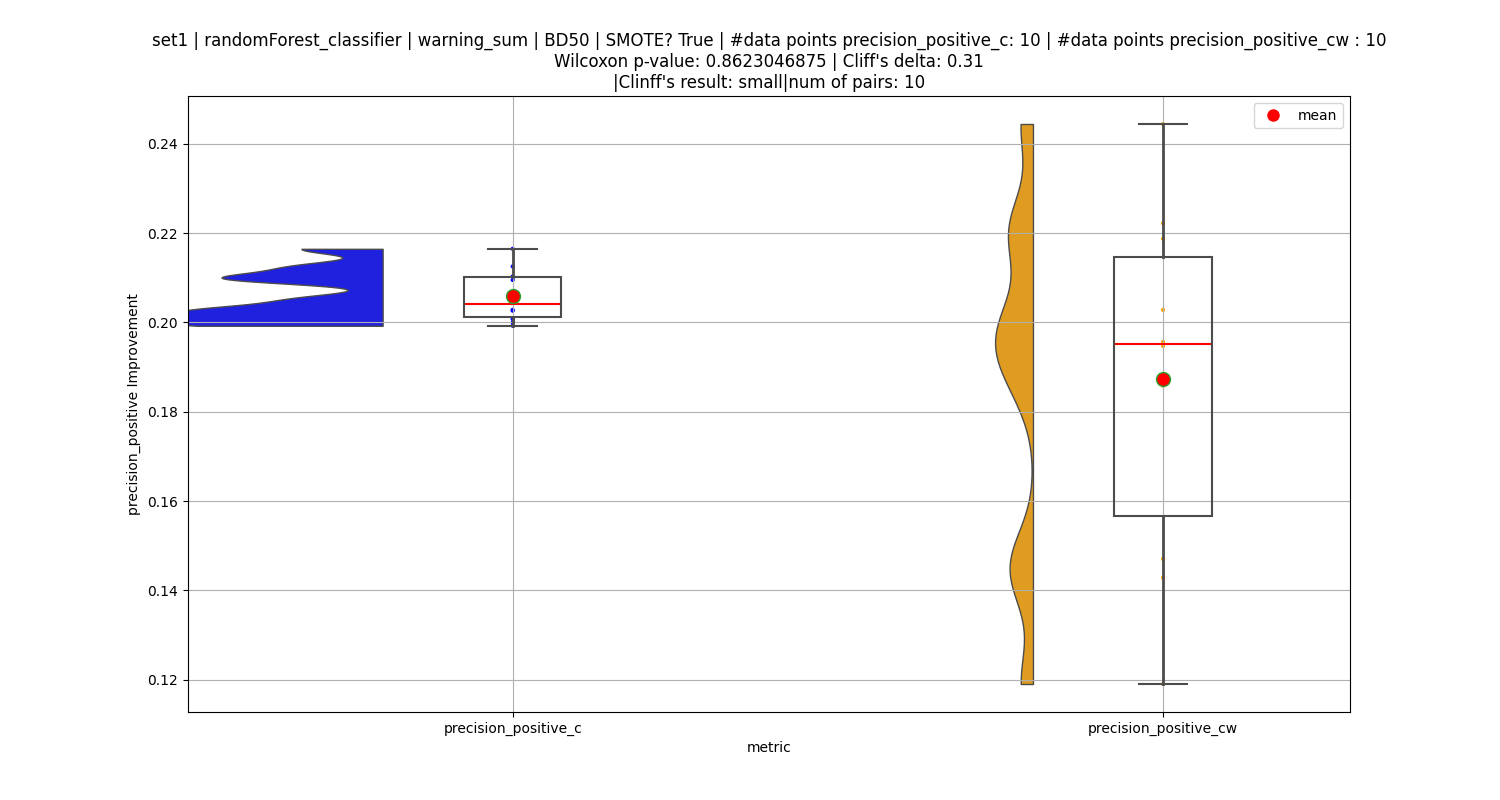 set1 | randomForest_classifier | warning_sum | BD50 | SMOTE? True | #data points precision_positive_c: 10 | #data points precision_positive_cw : 10
Wilcoxon p-value: 0.8623046875 | Cliff's delta: 0.31
|Clinff's result: small|num of pairs: 10
mean
0.24
0.22
0.20
0.18
0.16
0.14
0.12
precision_positive Improvement
precision_positive_c
precision_positive_cw
metric